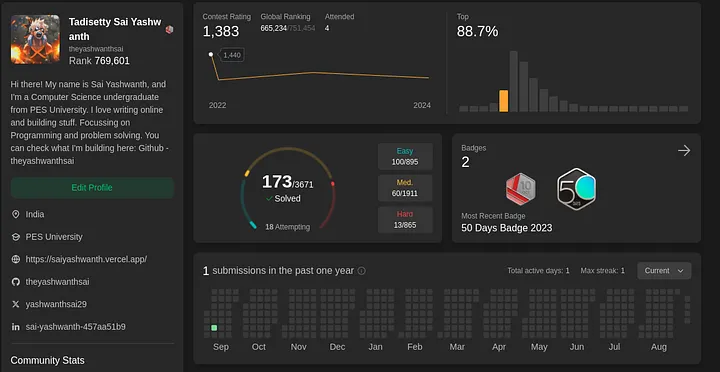 Tadisetty Sai Yashw
anth
theyashwanthsai
Rank 769,601
Hi there! My name is Sai Yashwanth, and
I'm a Computer Science undergraduate
from PES University. I love writing online
and building stuff. Focussing on
Programming and problem solving. You
can check what I'm building here: Github -
theyashwanthsai
Edit Profile
India
PES University
https://saiyashwanth.vercel.app/
theyashwanthsai
yashwanthsai29
sai-yashwanth-457aa51b9
Community Stats
Contest Rating
1,383
Global Ranking
665,234/751,454
Attended
4
1,440
2022
2024
Top
88.7%
173/3671
Solved
18 Attempting
Easy
100/895
Med.
60/1911
Hard
13/865
Badges
2
50
Most Recent Badge
50 Days Badge 2023
1 submissions in the past one year
Total active days: 1
Max streak: 1
Current
Sep Oct Nov Dec Jan Feb Mar Apr May Jun Jul Aug